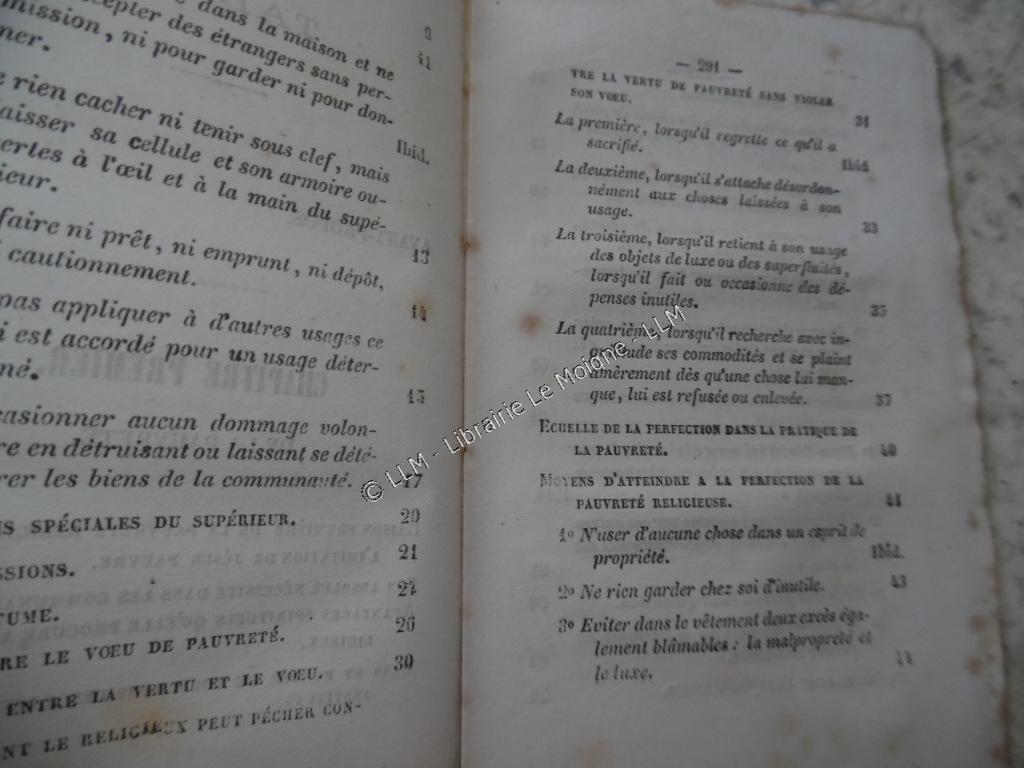 dans la maison et ne
accepter des étrangers sans per-
mission, ni pour garder ni pour don-
ner.
9
11
e rien cacher ni tenir sous clef, mais
laisser sa cellule et son armoire ou-
vertes à l'œil et à la main du supé-
rieur.
Ibid.
faire ni prêt, ni emprunt, ni dépôt,
i cautionnement.
13
pas appliquer à d'autres usages ce
i est accordé pour un usage déter-
né.
14
15
casionner aucun dommage volon-
re en détruisant ou laissant se dété-
rer les biens de la communauté. 17
NS SPÉCIALES DU SUPÉRIEUR. 20
SSIONS. 21
TUME. 24
RE LE VŒU DE PAUVRETÉ. 26
ENTRE LA VERTU ET LE VŒU. 30
ONT LE RELIGIEUX PEUT PÉCHER CON-
— 291 —
TRE LA VERTU DE PAUVRETÉ SANS VIOLER
SON VŒU. 31
La première, lorsqu'il regrette ce qu'il a
sacrifié. Ibid.
La deuxième, lorsqu'il s'attache désordon-
nément aux choses laissées à son
usage. 33
La troisième, lorsqu'il retient à son usage
des objets de luxe ou des superfluités,
lorsqu'il fait ou occasionne des dé-
penses inutiles. 35
La quatrième, lorsqu'il recherche avec in-
quiétude ses commodités et se plaint
amèrement dès qu'une chose lui man-
que, lui est refusée ou enlevée. 37
ECHELLE DE LA PERFECTION DANS LA PRATIQUE DE
LA PAUVRETÉ. 40
MOYENS D'ATTEINDRE A LA PERFECTION DE LA
PAUVRETÉ RELIGIEUSE. 41
1o N'user d'aucune chose dans un esprit de
propriété. Ibid.
2o Ne rien garder chez soi d'inutile. 43
3o Eviter dans le vêtement deux excès éga-
lement blâmables : la malpropreté et
le luxe.
© LLM - Librairie Le Moione - LLM